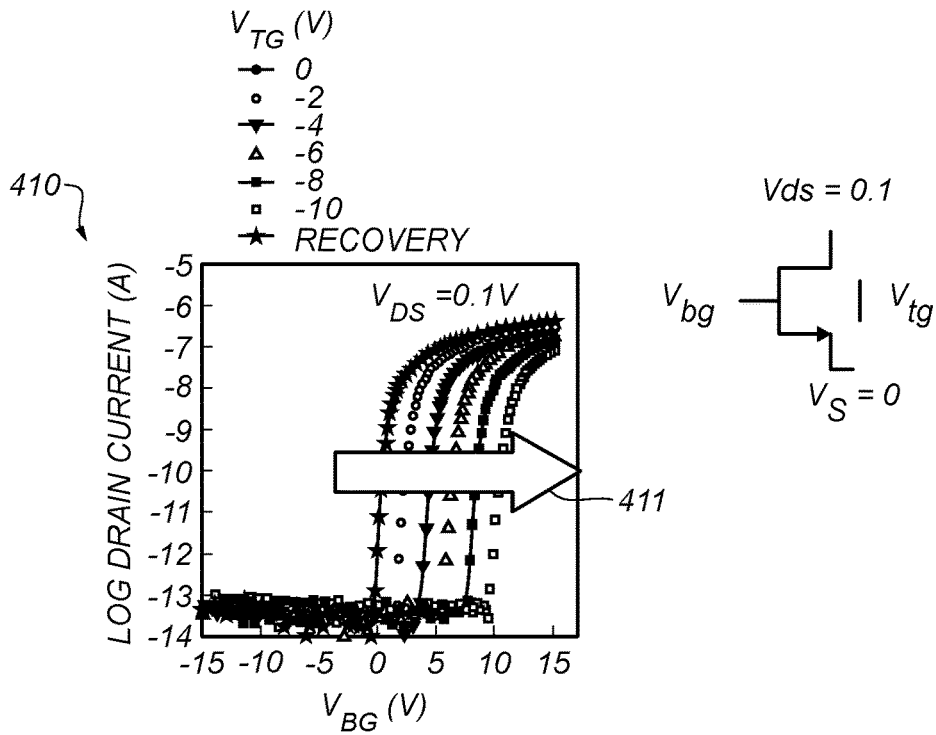 V_TG (V)
0
-2
-4
-6
-8
-10
RECOVERY
410
LOG DRAIN CURRENT (A)
-5
-6
-7
-8
-9
-10
-11
-12
-13
-14
V_DS =0.1V
411
-15 -10 -5 0 5 10 15
V_BG (V)
Vds = 0.1
V_bg
V_tg
V_S = 0